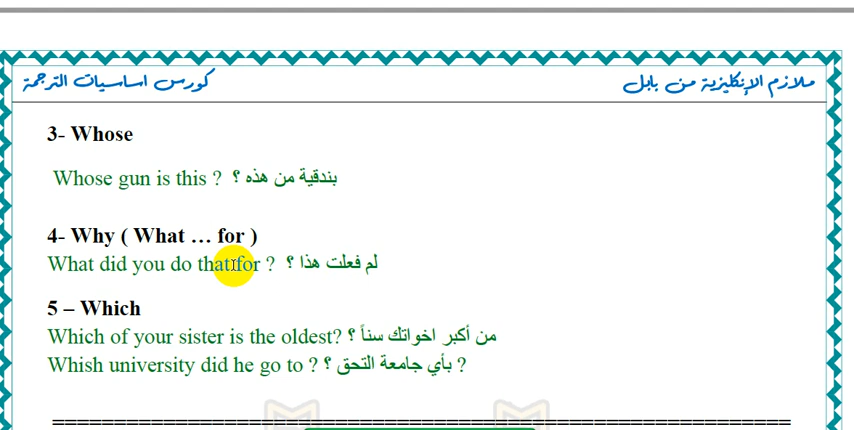 ملازم الإنكليزية من بابل
كورس اساسيات الترجمة
3- Whose
Whose gun is this ? بندقية من هذه ؟
4- Why ( What … for )
What did you do that for ? لم فعلت هذا ؟
5 – Which
Which of your sister is the oldest? من أكبر اخواتك سناً ؟
Whish university did he go to ? بأي جامعة التحق ؟ ?